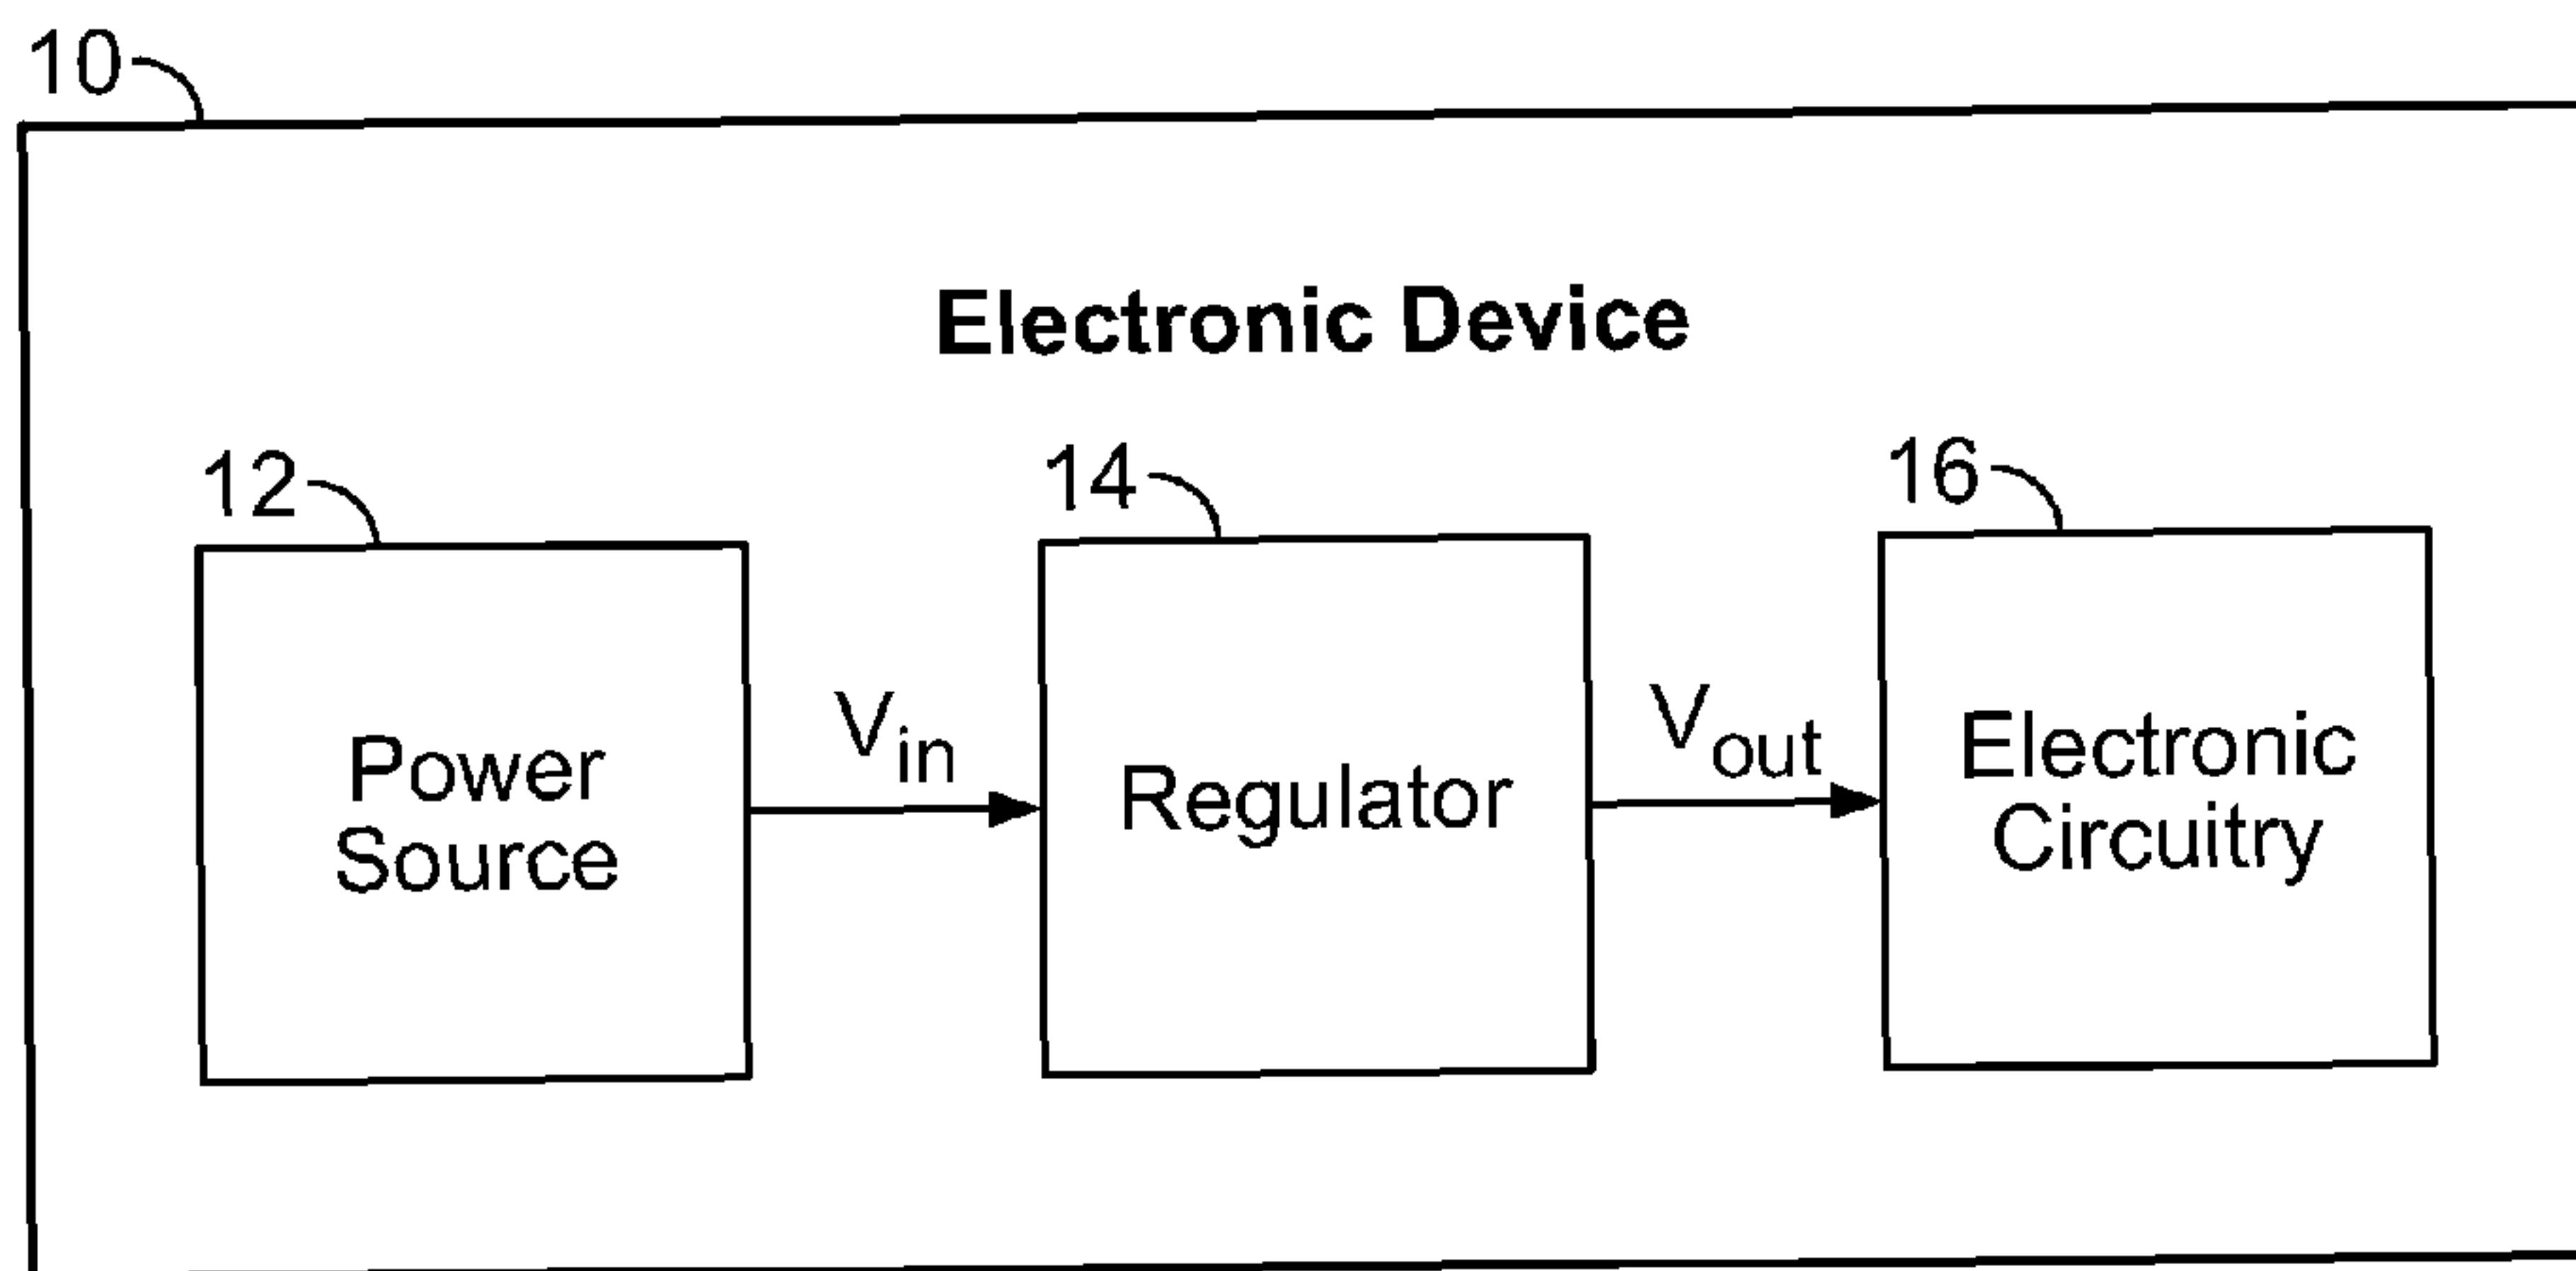 10
Electronic Device
12
14
16
Power
Source
Vin
Regulator
Vout
Electronic
Circuitry